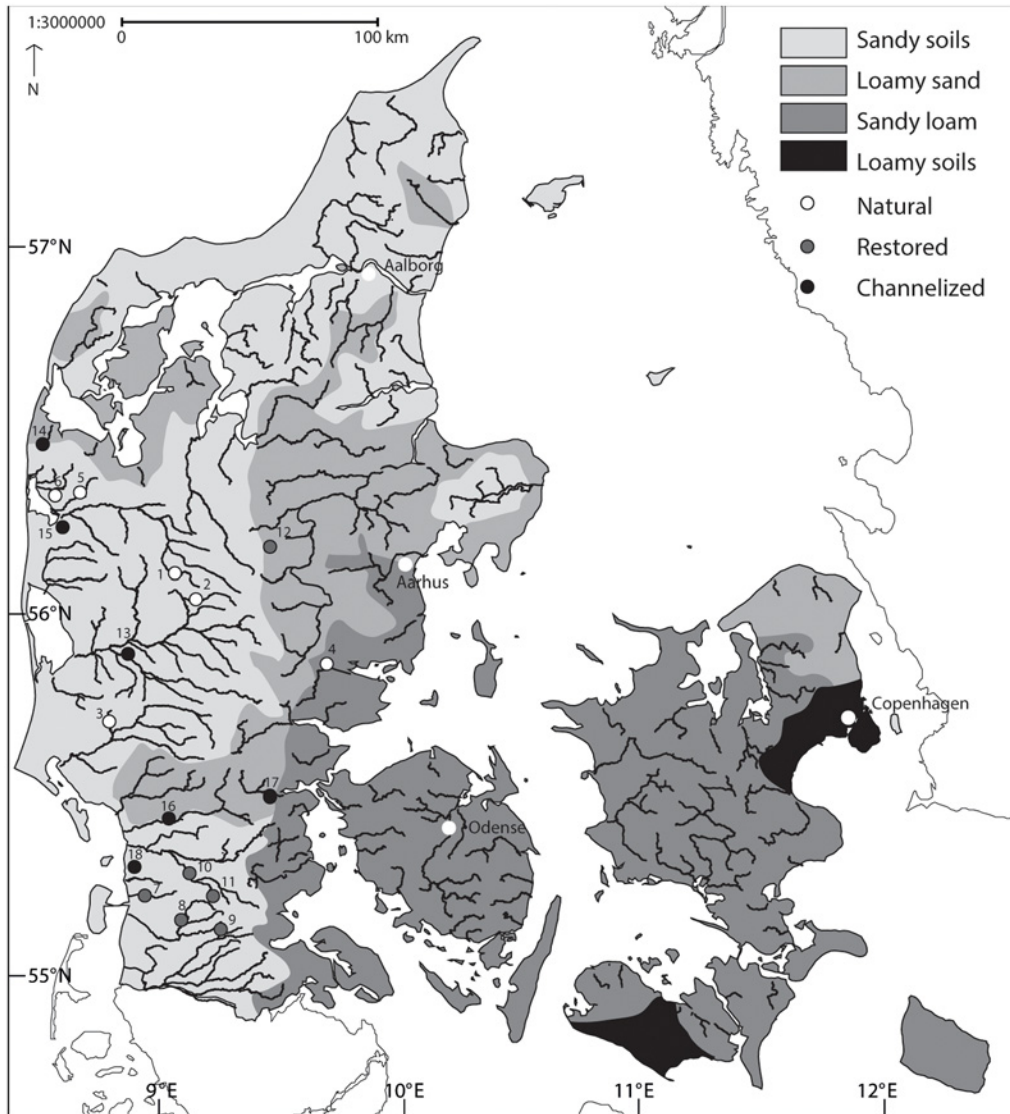 1:3000000
0 100 km
N
Sandy soils
Loamy sand
Sandy loam
Loamy soils
Natural
Restored
Channelized
57°N
Aalborg
14
6 5
15
12
1
2
Aarhus
56°N
13
4
3
Copenhagen
17
16
Odense
18
10
7
11
8
9
55°N
9°E 10°E 11°E 12°E